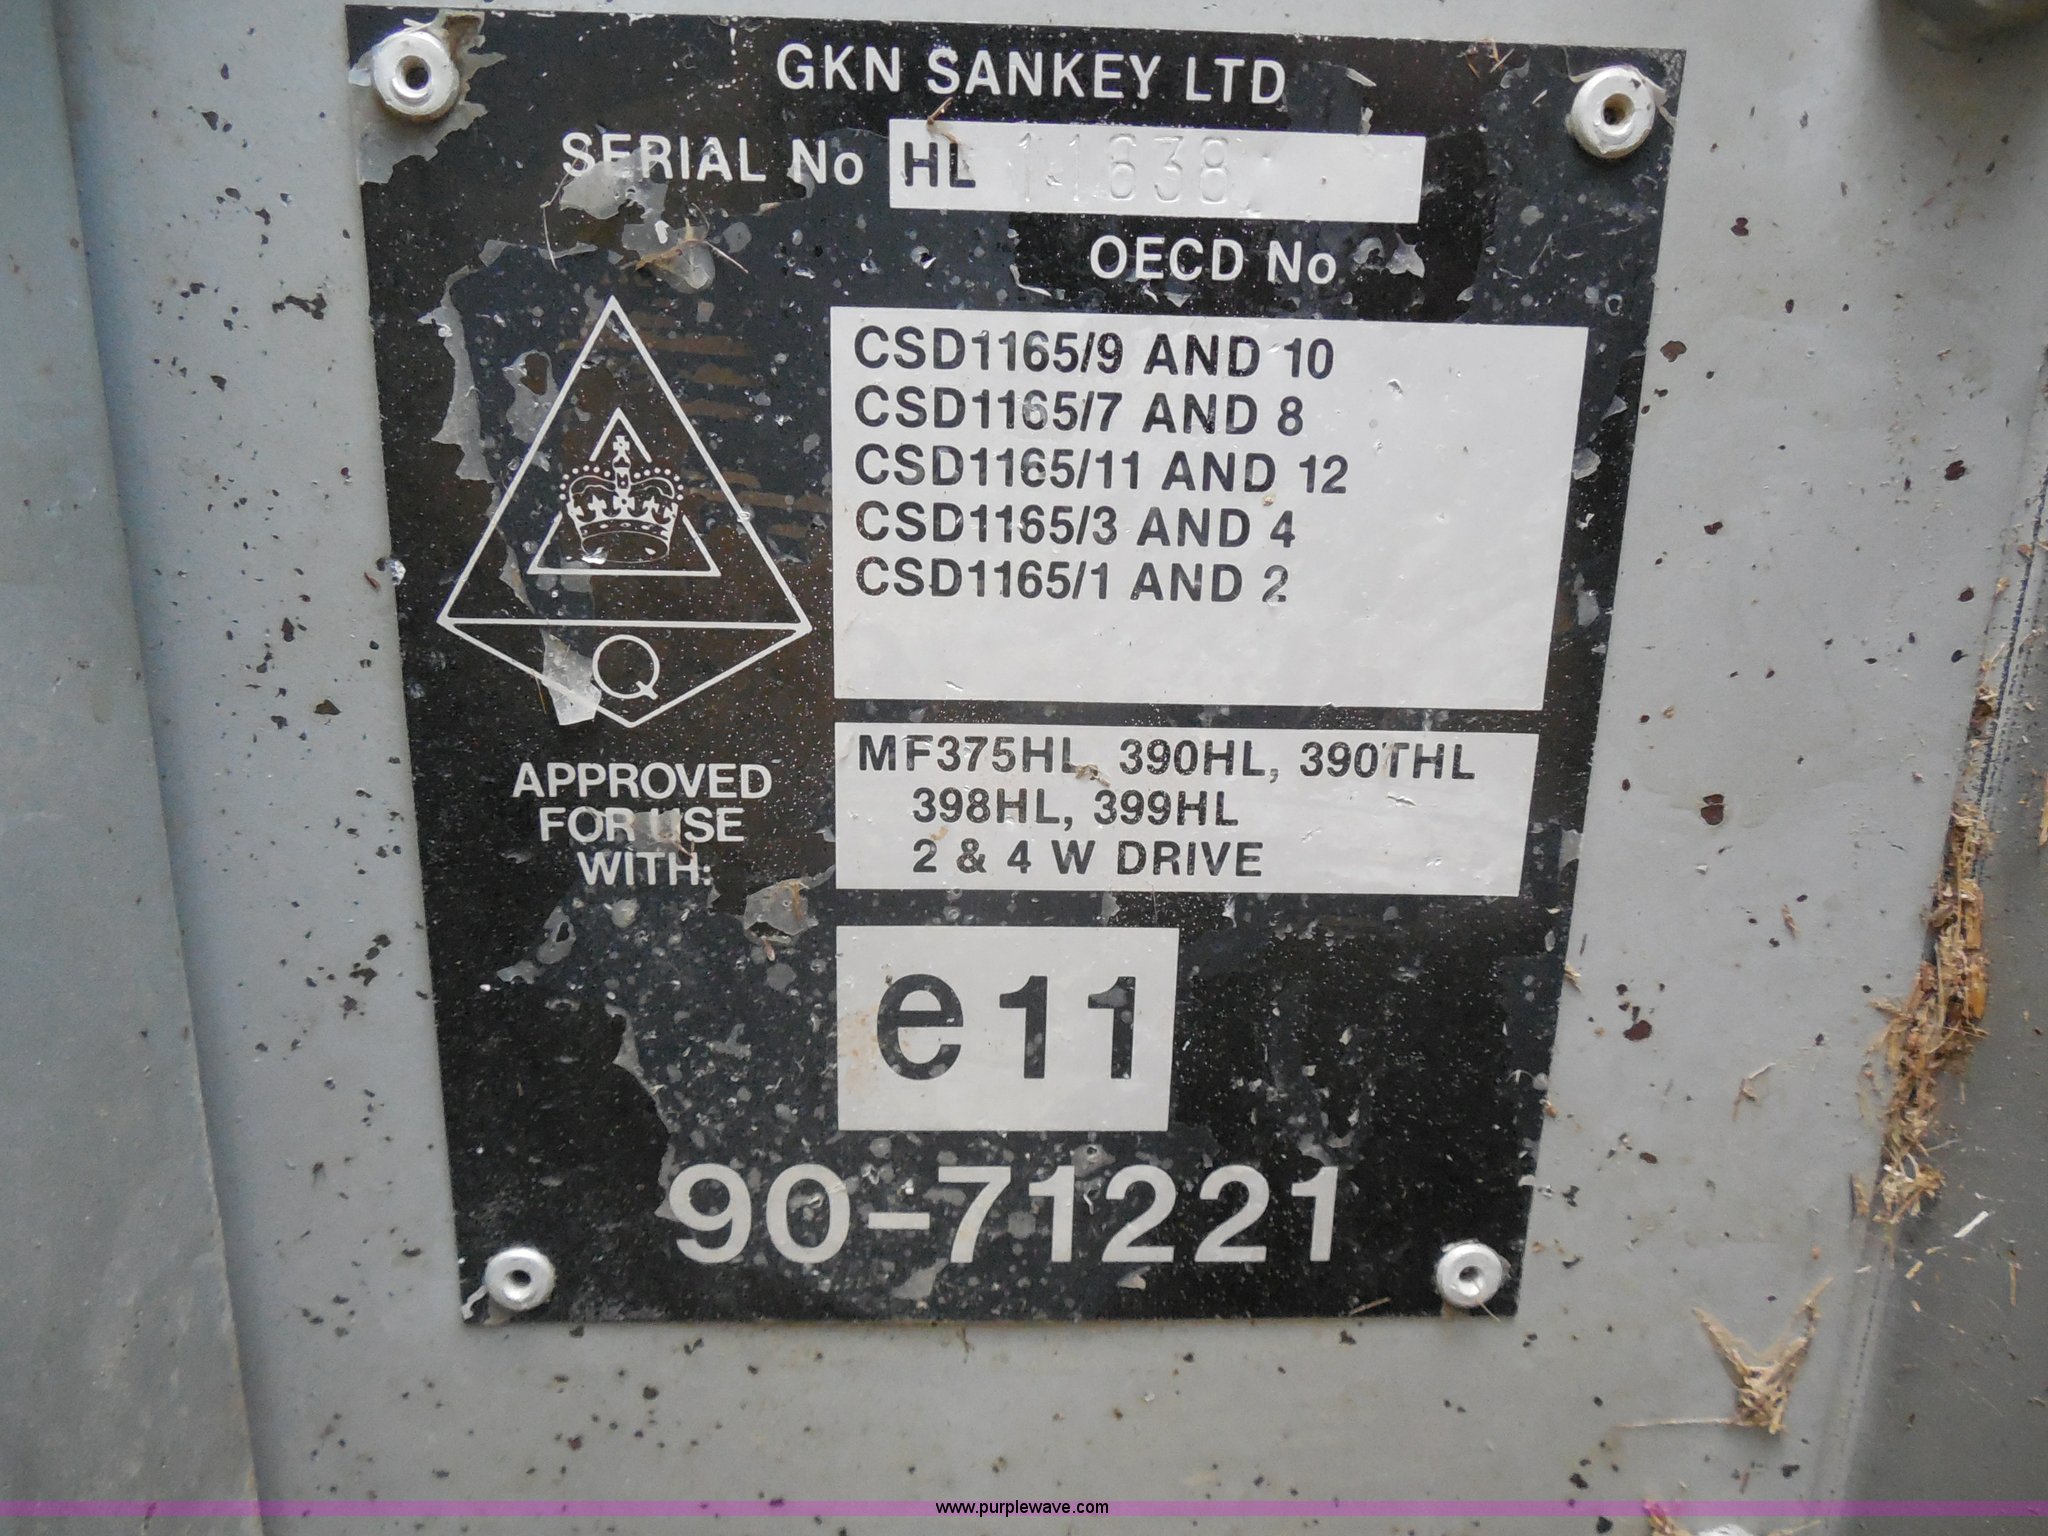 GKN SANKEY LTD
SERIAL No HL 11638
OECD No
CSD1165/9 AND 10
CSD1165/7 AND 8
CSD1165/11 AND 12
CSD1165/3 AND 4
CSD1165/1 AND 2
Q
APPROVED
FOR USE
WITH:
MF375HL, 390HL, 390THL
398HL, 399HL
2 & 4 W DRIVE
e11
90-71221
www.purplewave.com